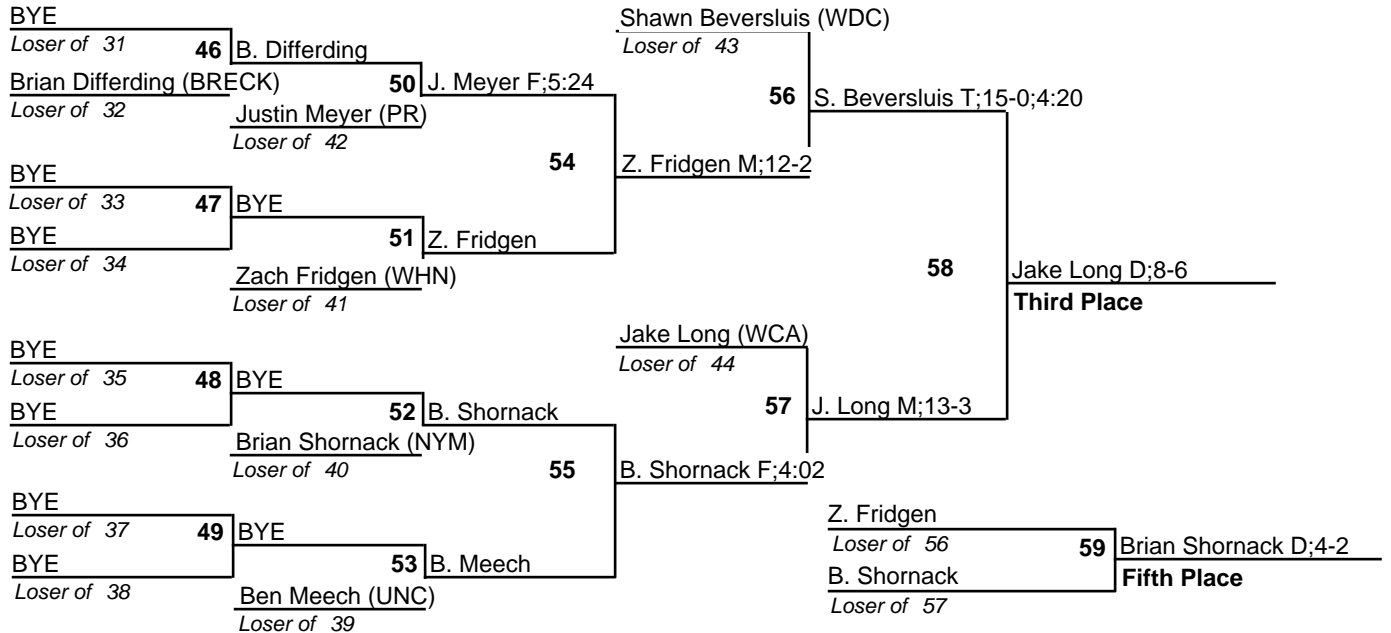 BYE
Loser of 31
46
B. Differding
Brian Differding (BRECK)
Loser of 32
50
J. Meyer F;5:24
Justin Meyer (PR)
Loser of 42
54
Z. Fridgen M;12-2
BYE
Loser of 33
47
BYE
BYE
Loser of 34
51
Z. Fridgen
Zach Fridgen (WHN)
Loser of 41
Shawn Beversluis (WDC)
Loser of 43
56
S. Beversluis T;15-0;4:20
58
Jake Long D;8-6
Third Place
BYE
Loser of 35
48
BYE
BYE
Loser of 36
52
B. Shornack
Brian Shornack (NYM)
Loser of 40
55
B. Shornack F;4:02
Jake Long (WCA)
Loser of 44
57
J. Long M;13-3
BYE
Loser of 37
49
BYE
BYE
Loser of 38
53
B. Meech
Ben Meech (UNC)
Loser of 39
Z. Fridgen
Loser of 56
59
Brian Shornack D;4-2
B. Shornack
Fifth Place
Loser of 57